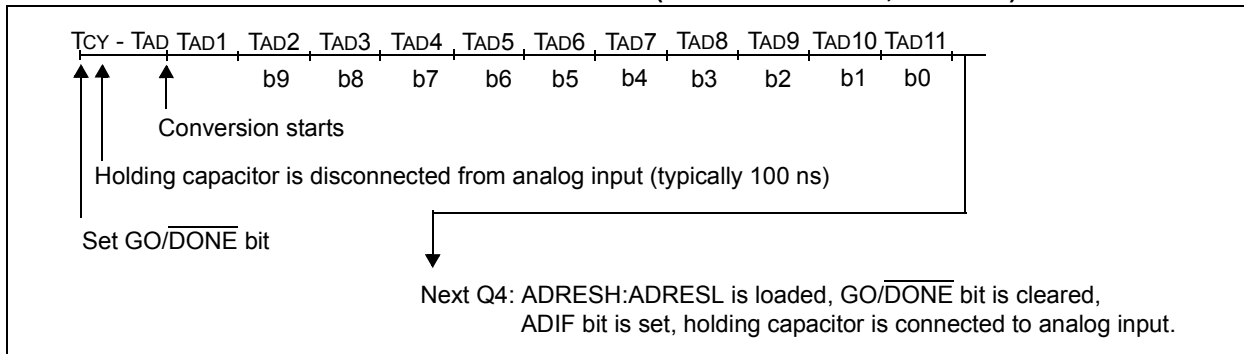 TCY - TAD TAD1 TAD2 TAD3 TAD4 TAD5 TAD6 TAD7 TAD8 TAD9 TAD10 TAD11
b9 b8 b7 b6 b5 b4 b3 b2 b1 b0
Conversion starts
Holding capacitor is disconnected from analog input (typically 100 ns)
Set GO/DONE bit
Next Q4: ADRESH:ADRESL is loaded, GO/DONE bit is cleared,
ADIF bit is set, holding capacitor is connected to analog input.